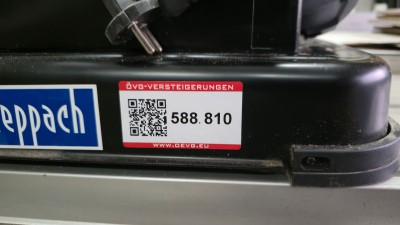 ÖVG-VERSTEIGERUNGEN
eppach
588.810
WWW.OEVG.EU